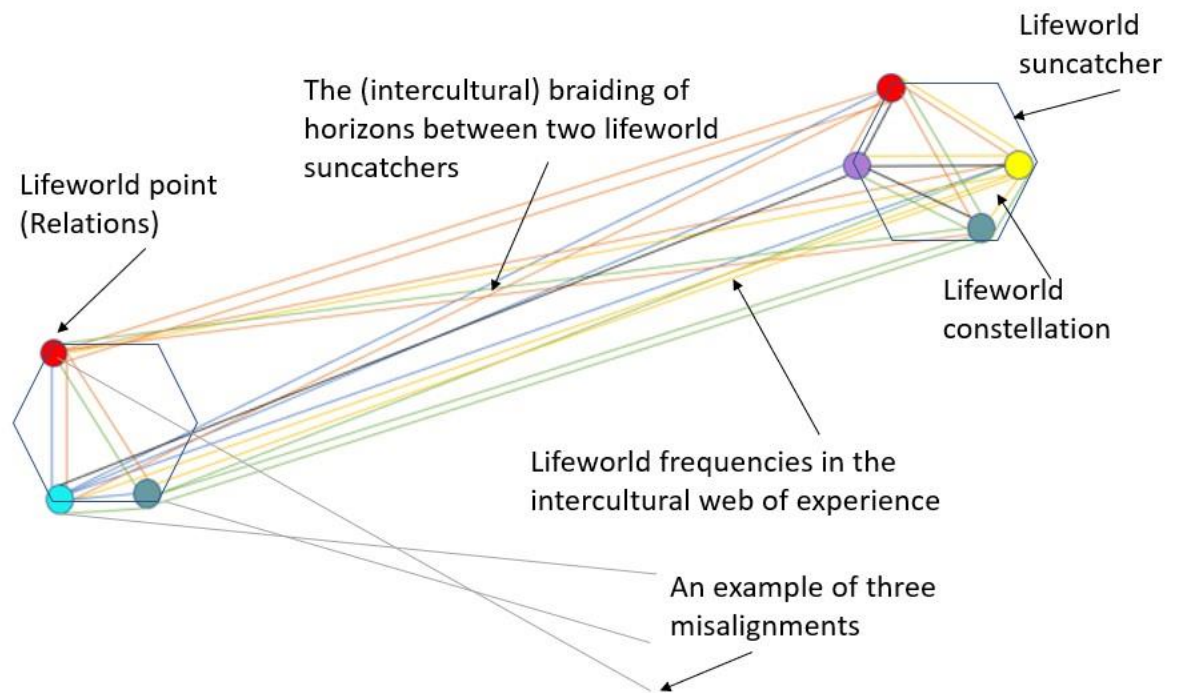 Lifeworld
suncatcher
The (intercultural) braiding of
horizons between two lifeworld
suncatchers
Lifeworld point
(Relations)
Lifeworld
constellation
Lifeworld frequencies in the
intercultural web of experience
An example of three
misalignments